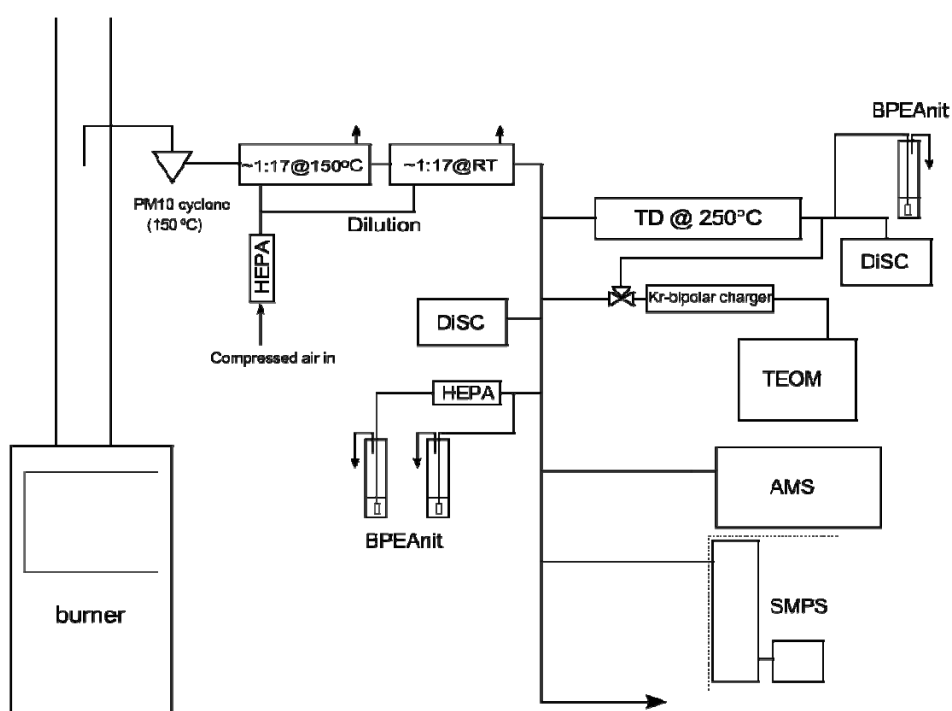 BPEAnit
~1:17@150ºC
~1:17@RT
PM10 cyclone
(150 ºC)
Dilution
TD @ 250°C
HEPA
DiSC
Kr-bipolar charger
DiSC
Compressed air in
TEOM
HEPA
AMS
BPEAnit
burner
SMPS